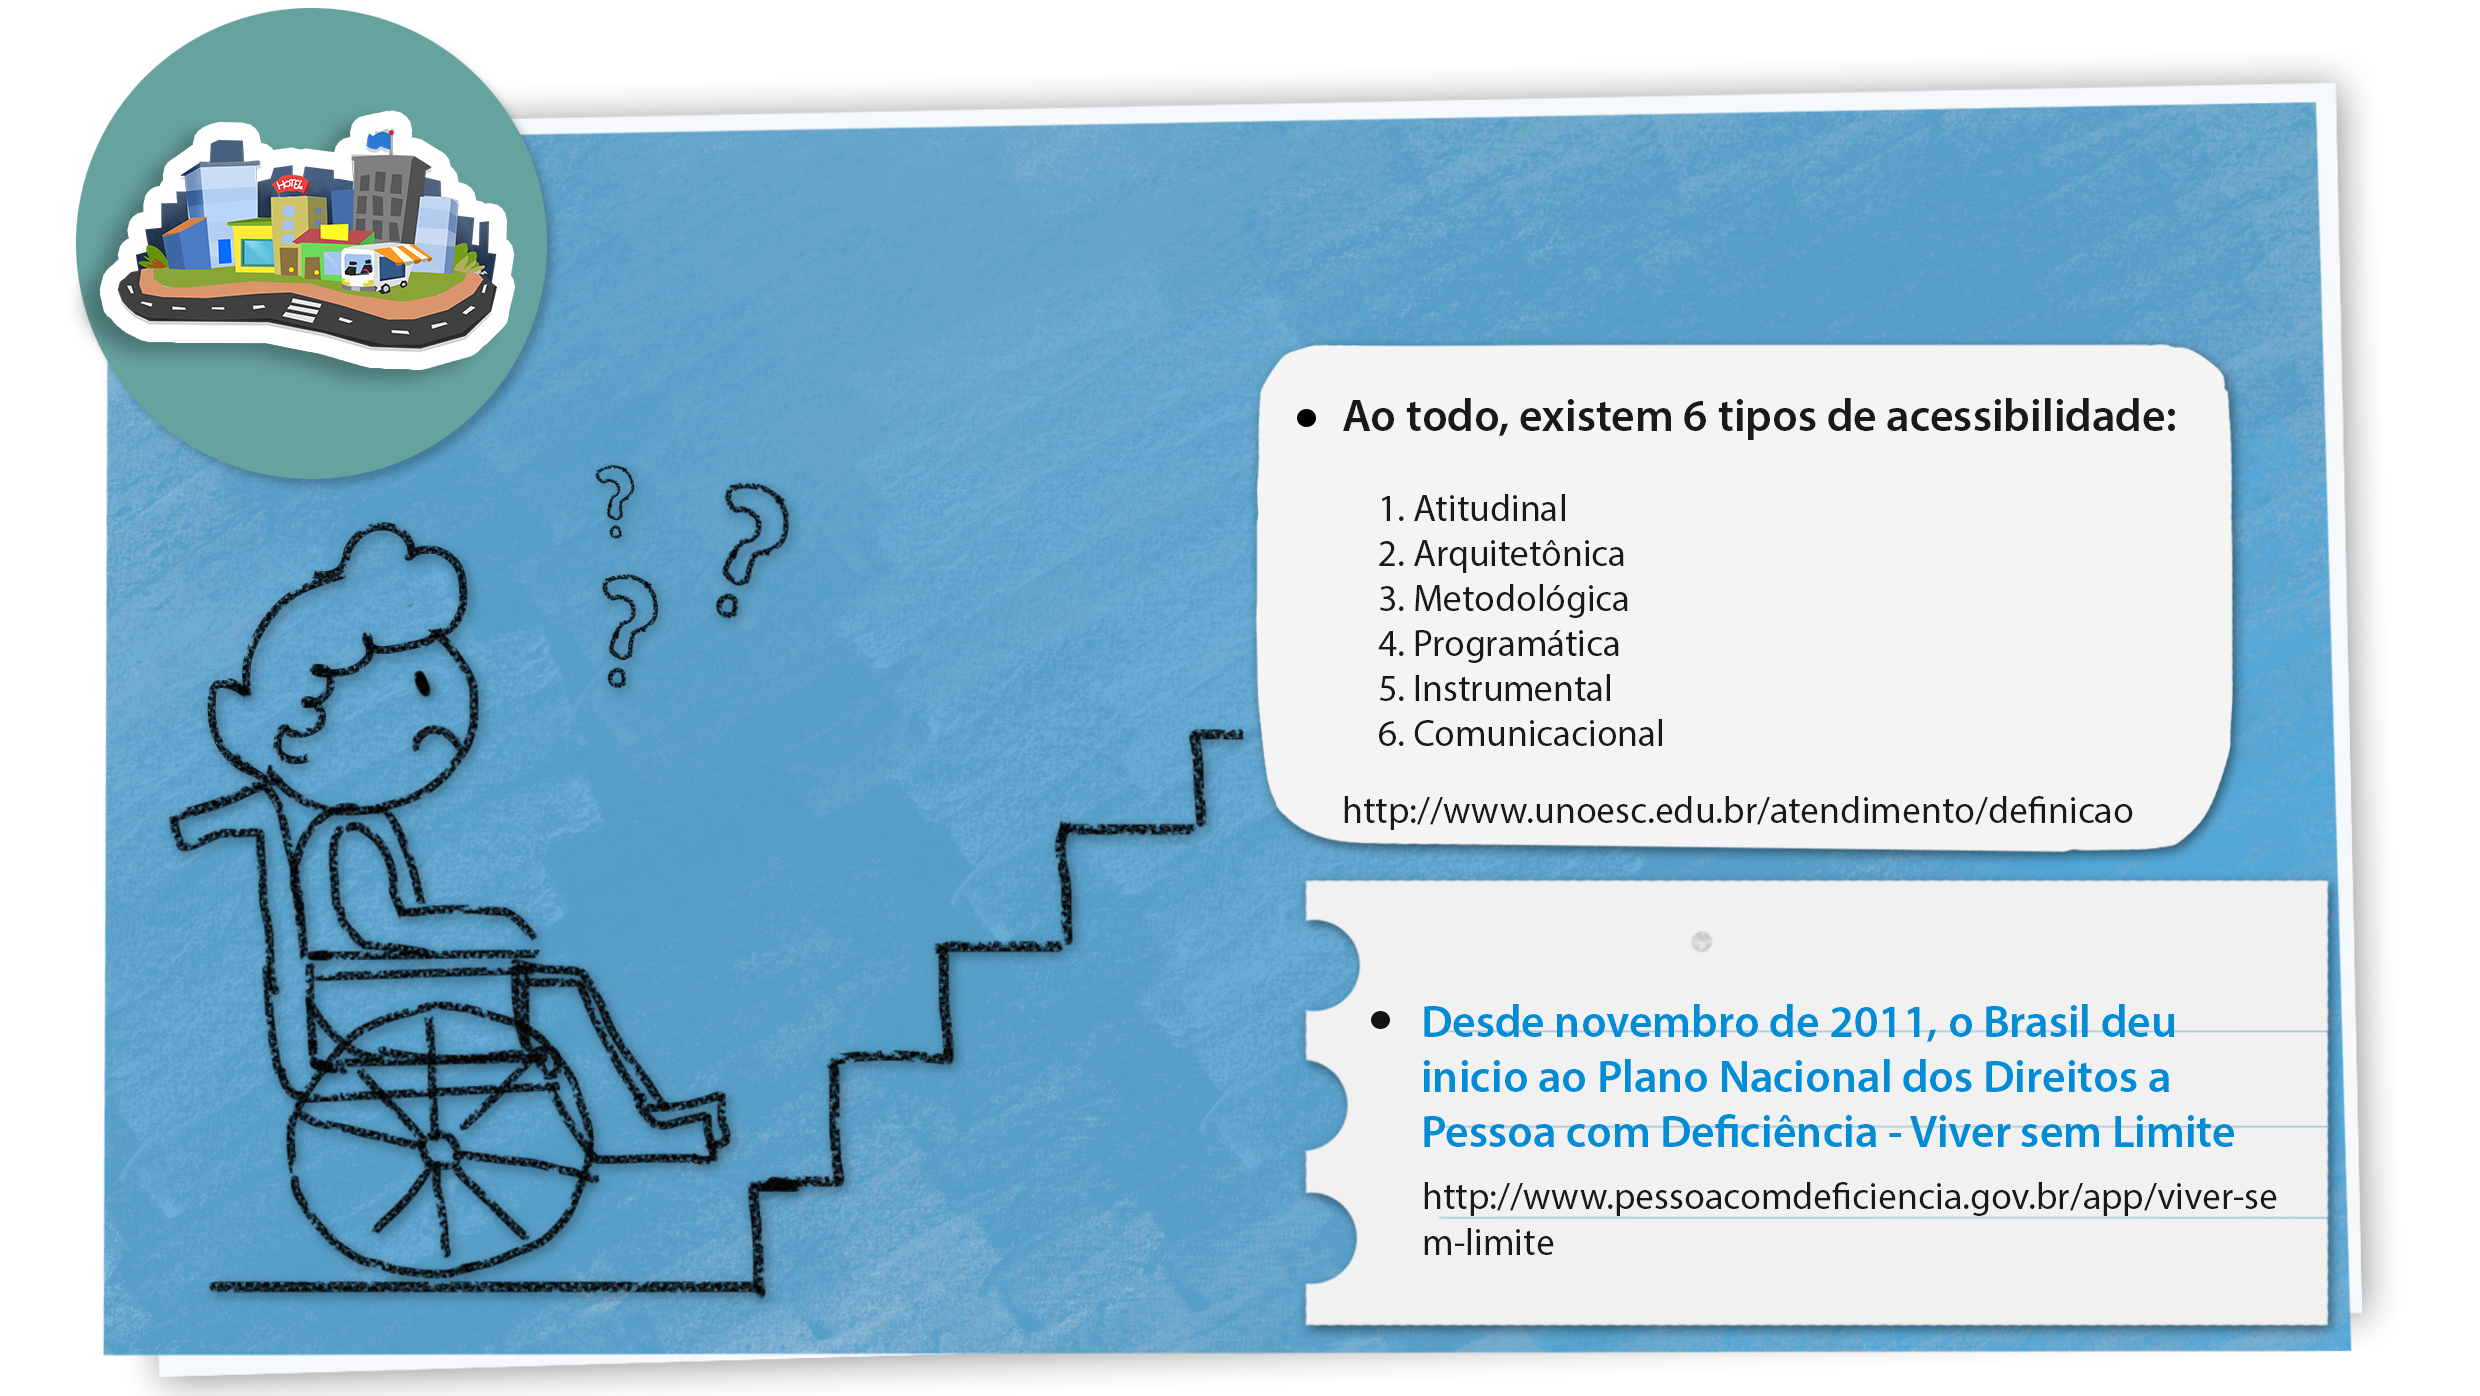 HOTEL
● Ao todo, existem 6 tipos de acessibilidade:
1. Atitudinal
2. Arquitetônica
3. Metodológica
4. Programática
5. Instrumental
6. Comunicacional
http://www.unoesc.edu.br/atendimento/definicao
● Desde novembro de 2011, o Brasil deu
inicio ao Plano Nacional dos Direitos a
Pessoa com Deficiência - Viver sem Limite
http://www.pessoacomdeficiencia.gov.br/app/viver-se
m-limite
? ? ?